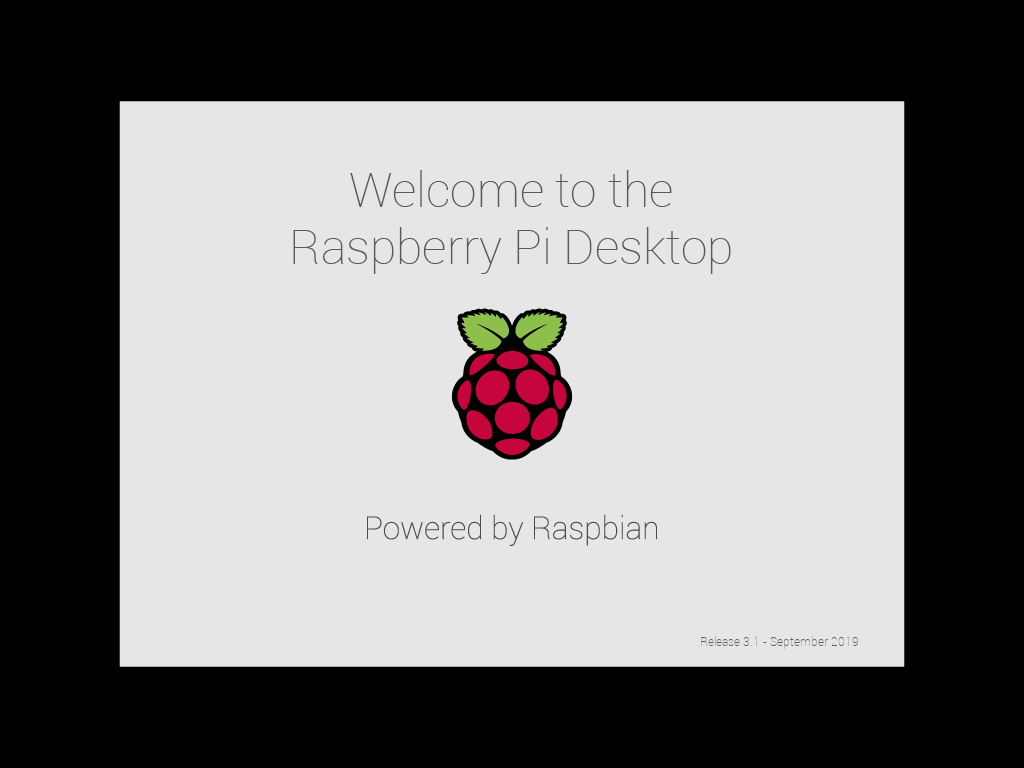 Welcome to the
Raspberry Pi Desktop
Powered by Raspbian
Release 3.1 - September 2019